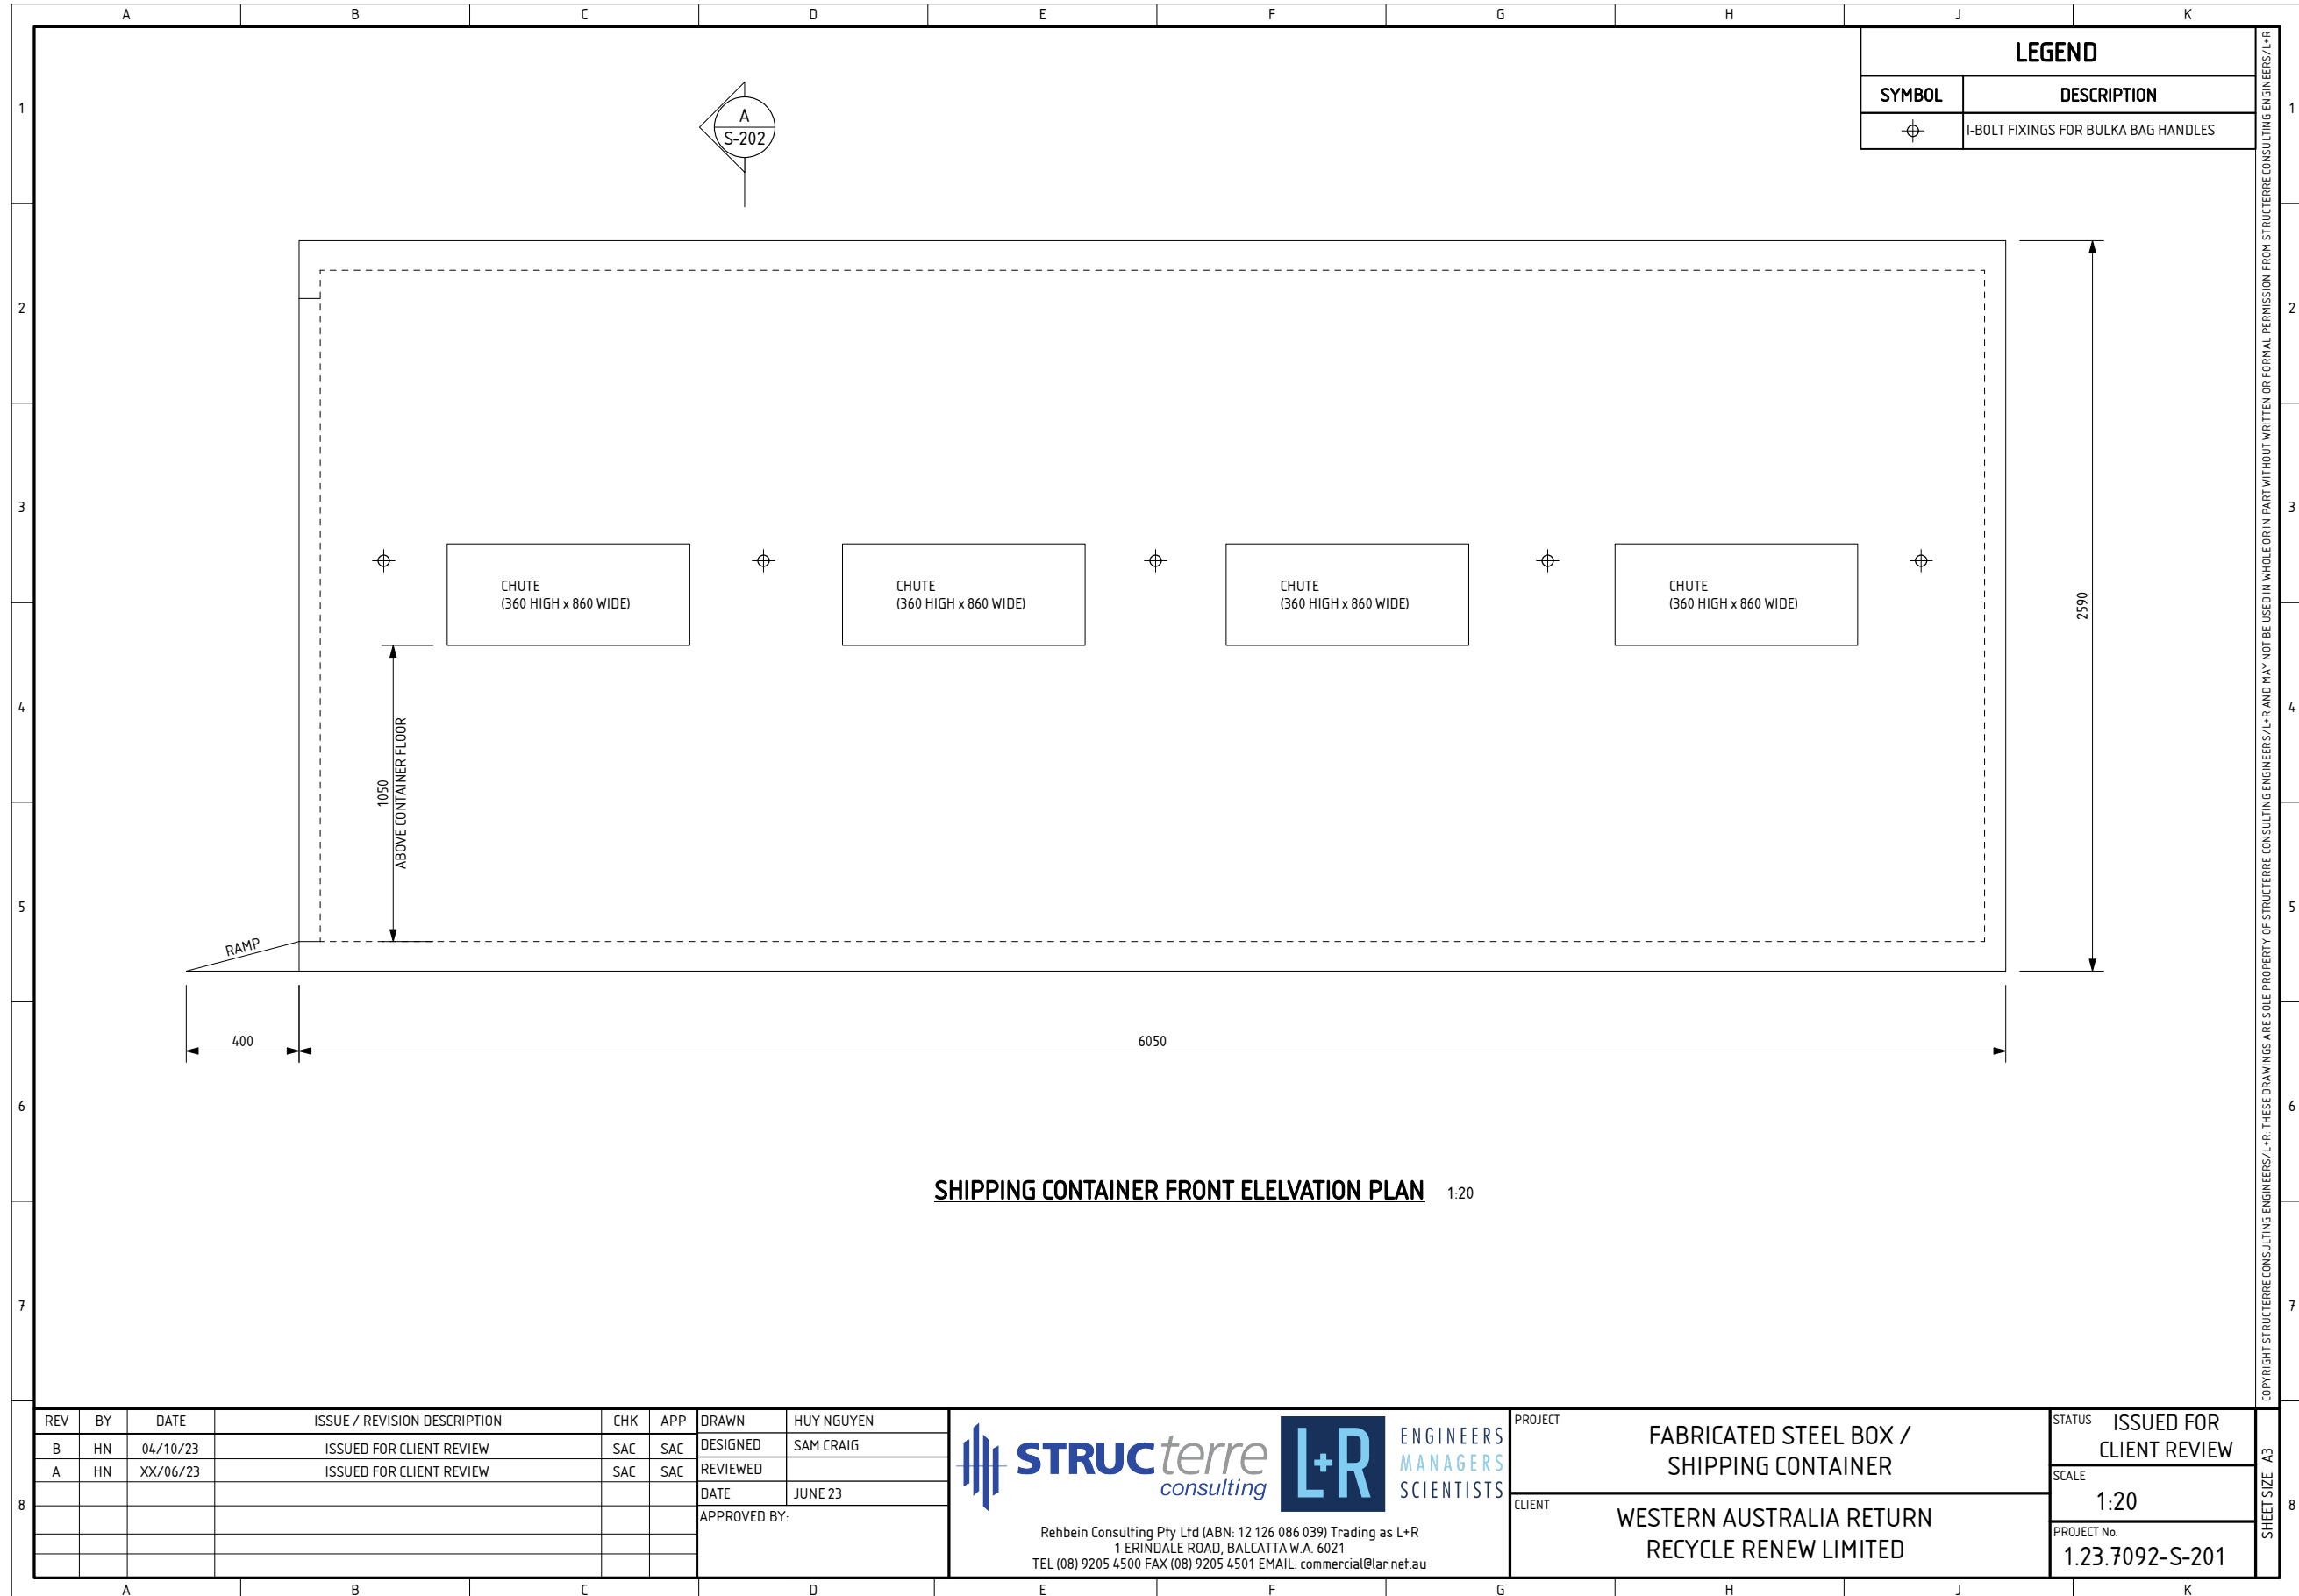 A B C D E F G H J K
LEGEND
SYMBOL DESCRIPTION
I-BOLT FIXINGS FOR BULKA BAG HANDLES
1 1
A
S-202
2 2
3 3
CHUTE
(360 HIGH x 860 WIDE)
CHUTE
(360 HIGH x 860 WIDE)
CHUTE
(360 HIGH x 860 WIDE)
CHUTE
(360 HIGH x 860 WIDE)
2590
4 4
1050
ABOVE CONTAINER FLOOR
5 5
RAMP
400 6050
6 6
SHIPPING CONTAINER FRONT ELELVATION PLAN 1:20
7 7
COPYRIGHT STRUCTERRE CONSULTING ENGINEERS/L+R: THESE DRAWINGS ARE SOLE PROPERTY OF STRUCTERRE CONSULTING ENGINEERS/L+R AND MAY NOT BE USED IN WHOLE OR IN PART WITHOUT WRITTEN OR FORMAL PERMISSION FROM STRUCTERRE CONSULTING ENGINEERS/L+R
REV BY DATE ISSUE / REVISION DESCRIPTION CHK APP
B HN 04/10/23 ISSUED FOR CLIENT REVIEW SAC SAC
A HN XX/06/23 ISSUED FOR CLIENT REVIEW SAC SAC
DRAWN HUY NGUYEN
DESIGNED SAM CRAIG
REVIEWED
DATE JUNE 23
APPROVED BY:
STRUCterre
consulting
L+R
ENGINEERS
MANAGERS
SCIENTISTS
Rehbein Consulting Pty Ltd (ABN: 12 126 086 039) Trading as L+R
1 ERINDALE ROAD, BALCATTA W.A. 6021
TEL (08) 9205 4500 FAX (08) 9205 4501 EMAIL: commercial@lar.net.au
PROJECT
FABRICATED STEEL BOX /
SHIPPING CONTAINER
CLIENT
WESTERN AUSTRALIA RETURN
RECYCLE RENEW LIMITED
STATUS ISSUED FOR
CLIENT REVIEW
SCALE
1:20
PROJECT No.
1.23.7092-S-201
SHEET SIZE A3
8 8
A B C D E F G H J K